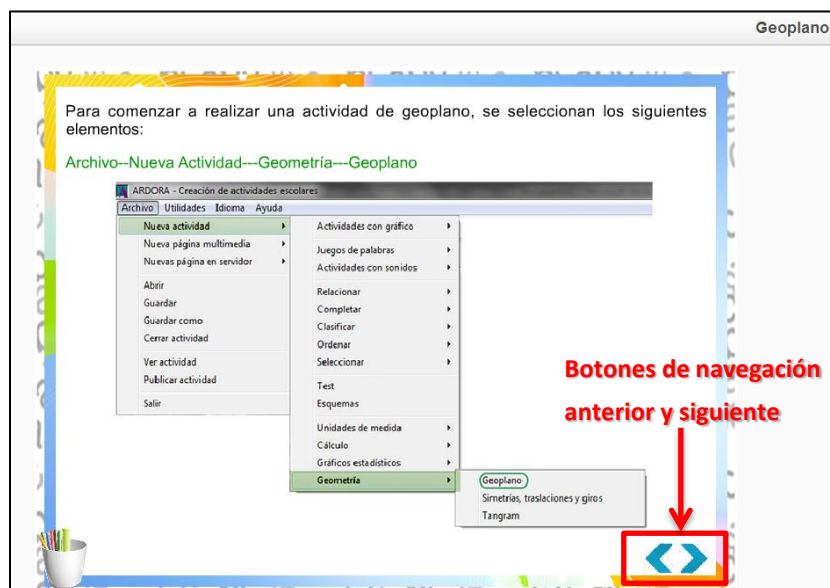 Geoplano
Para comenzar a realizar una actividad de geoplano, se seleccionan los siguientes
elementos:
Archivo--Nueva Actividad---Geometría---Geoplano
ARDORA - Creación de actividades escolares
Archivo Utilidades Idioma Ayuda
Nueva actividad
Nueva página multimedia
Nuevas página en servidor
Abrir
Guardar
Guardar como
Cerrar actividad
Ver actividad
Publicar actividad
Salir
Actividades con gráfico
Juegos de palabras
Actividades con sonidos
Relacionar
Completar
Clasificar
Ordenar
Seleccionar
Test
Esquemas
Unidades de medida
Cálculo
Gráficos estadísticos
Geometría
Geoplano
Simetrías, traslaciones y giros
Tangram
Botones de navegación
anterior y siguiente